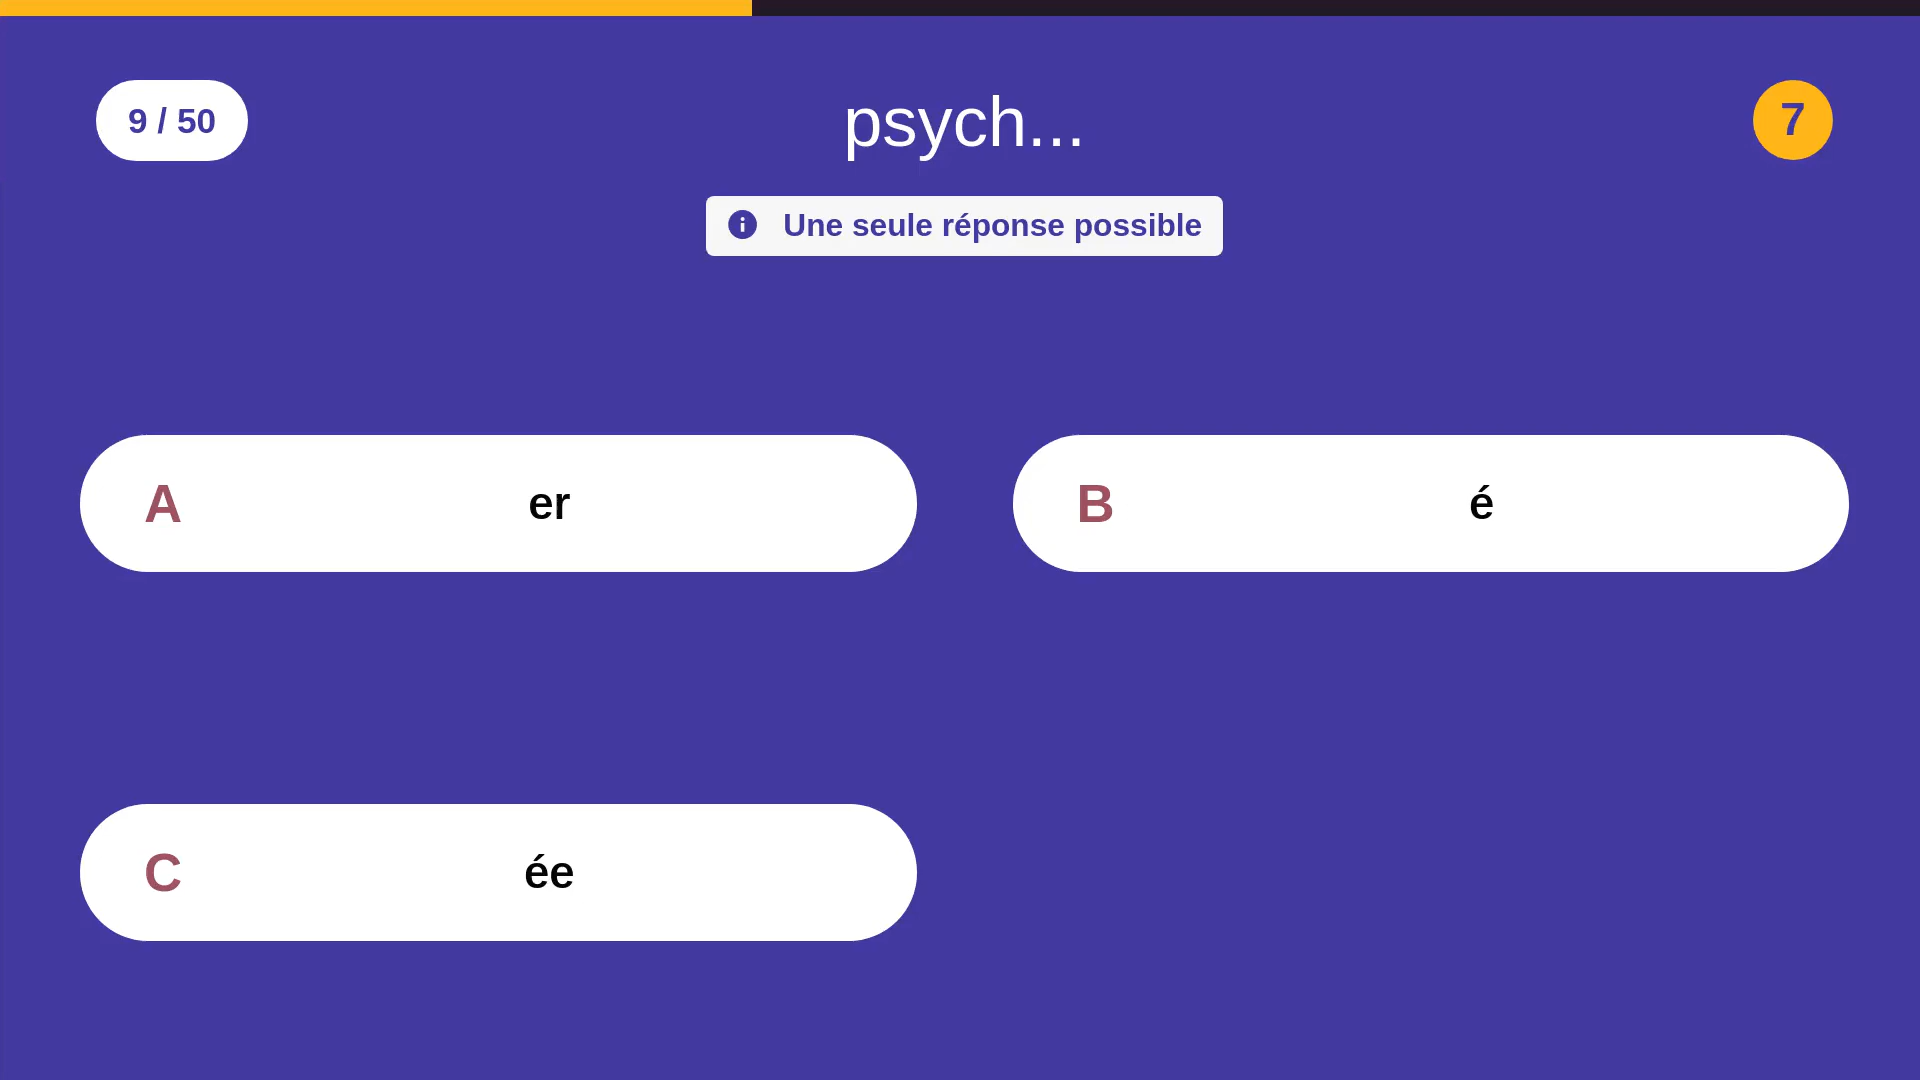 9 / 50
psych...
7
Une seule réponse possible
A
er
B
é
C
ée